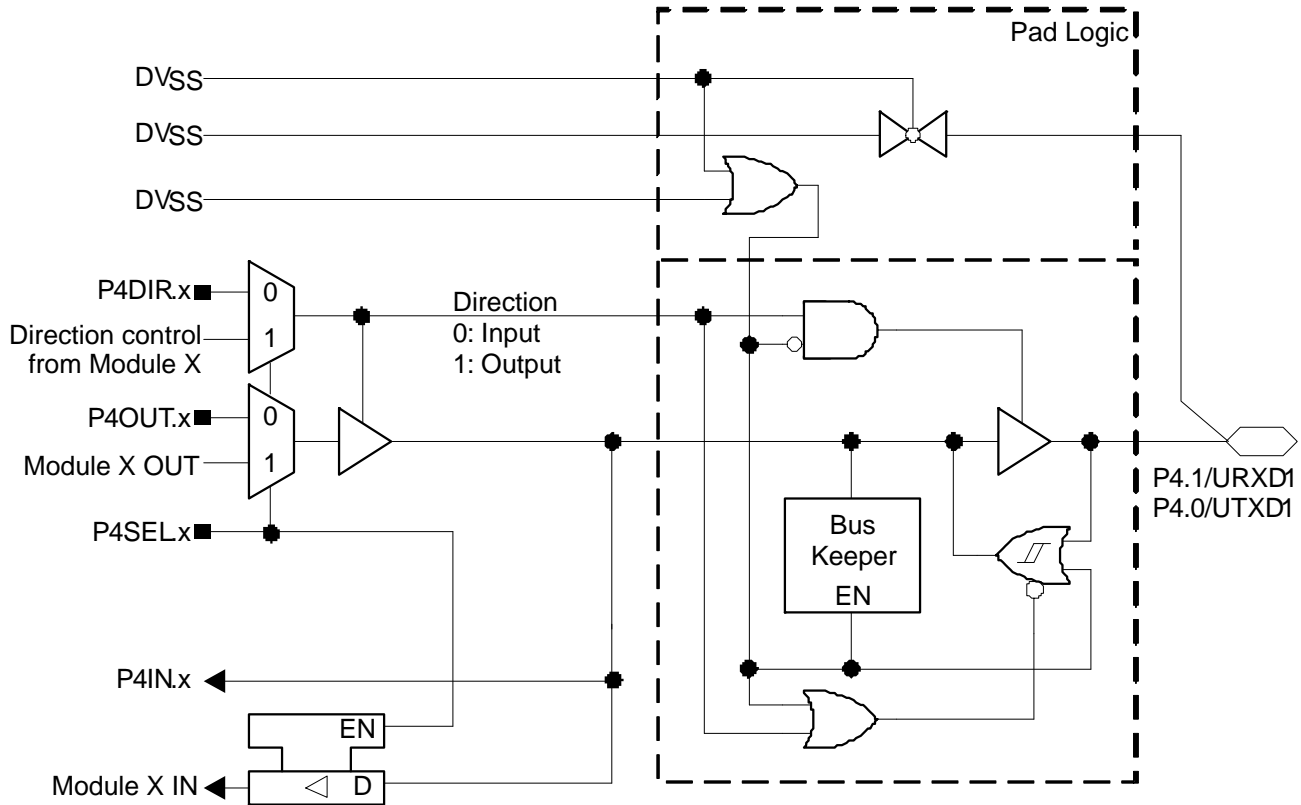 Pad Logic
DVSS
DVSS
DVSS
P4DIR.x
0
Direction control
from Module X
1
Direction
0: Input
1: Output
P4OUT.x
0
Module X OUT
1
P4SEL.x
P4.1/URXD1
P4.0/UTXD1
Bus
Keeper
EN
P4IN.x
EN
Module X IN
D